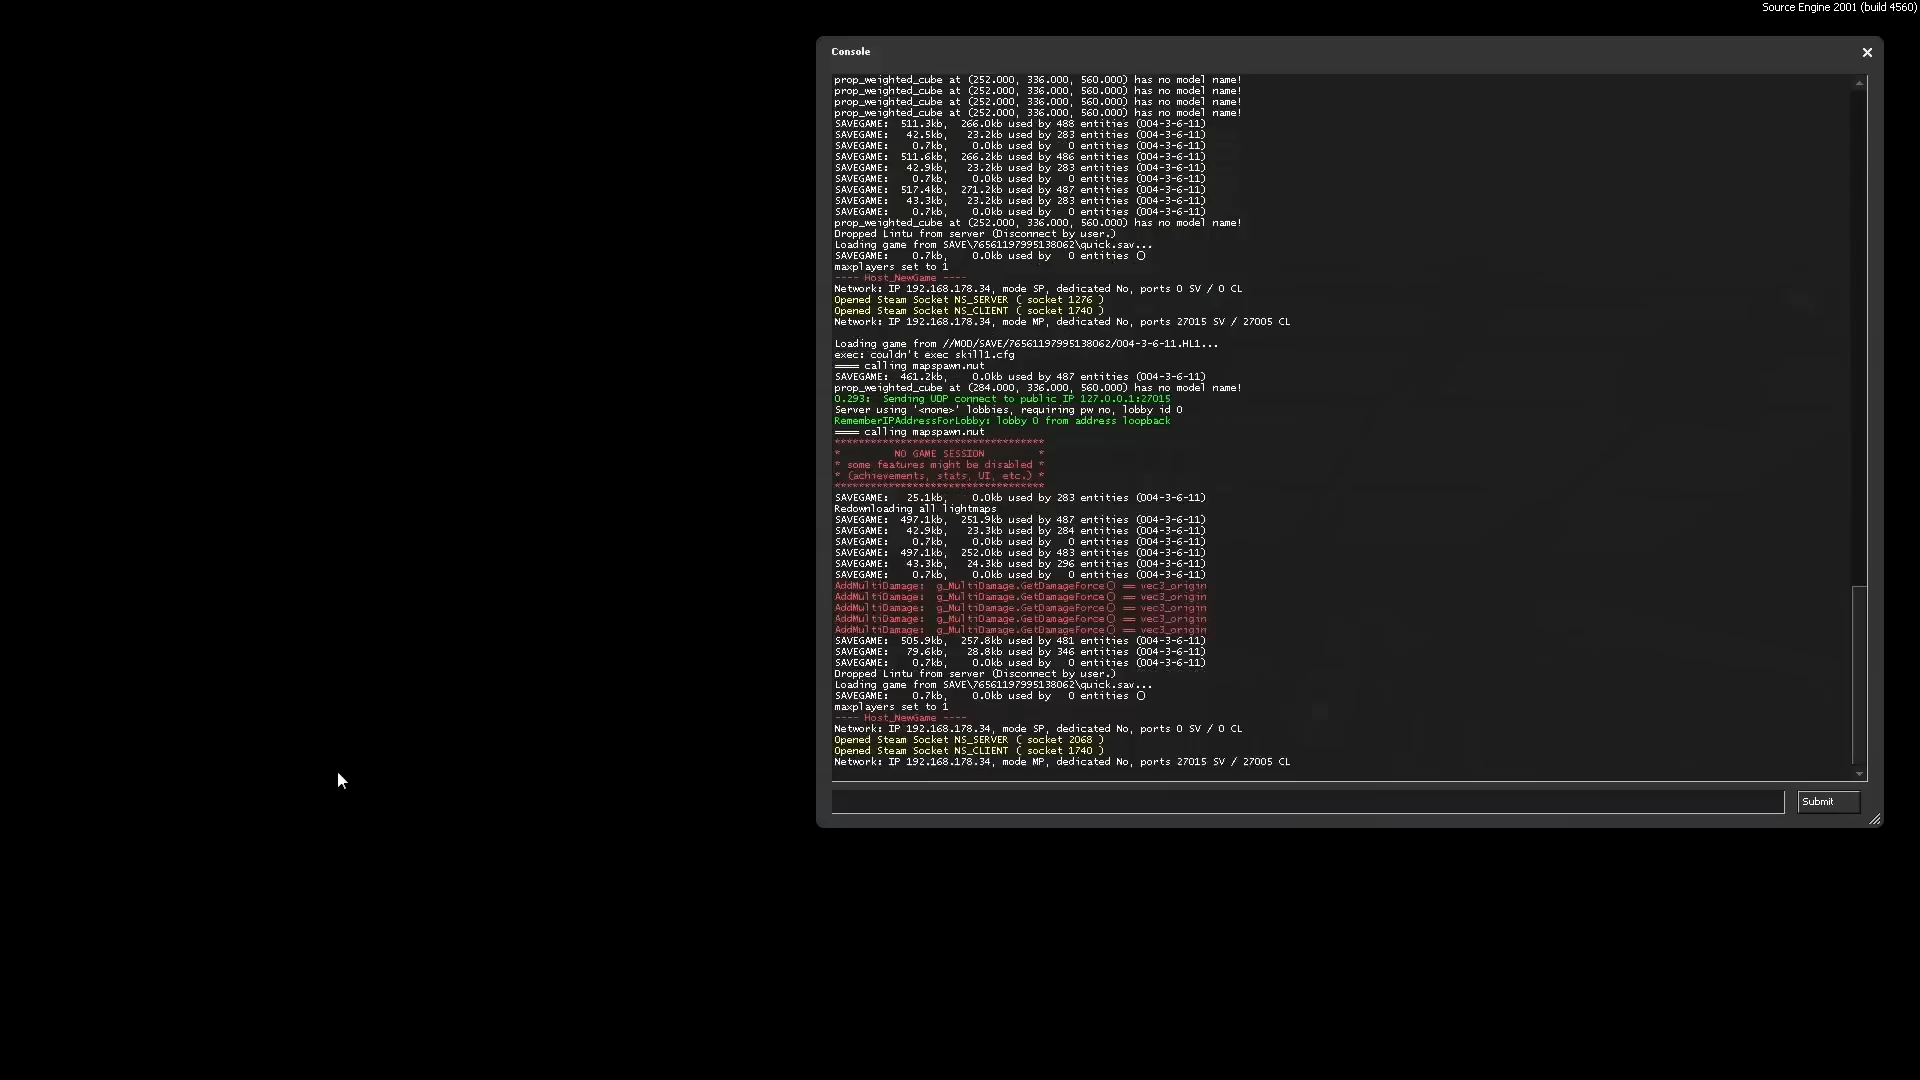 Source Engine 2001 (build 4560)
Console
prop_weighted_cube at (252.000, 336.000, 560.000) has no model name!
prop_weighted_cube at (252.000, 336.000, 560.000) has no model name!
prop_weighted_cube at (252.000, 336.000, 560.000) has no model name!
prop_weighted_cube at (252.000, 336.000, 560.000) has no model name!
SAVEGAME:  511.3kb,  266.0kb used by 488 entities (004-3-6-11)
SAVEGAME:   42.5kb,   23.2kb used by 283 entities (004-3-6-11)
SAVEGAME:    0.7kb,    0.0kb used by   0 entities (004-3-6-11)
SAVEGAME:  511.6kb,  266.2kb used by 486 entities (004-3-6-11)
SAVEGAME:   42.9kb,   23.2kb used by 283 entities (004-3-6-11)
SAVEGAME:    0.7kb,    0.0kb used by   0 entities (004-3-6-11)
SAVEGAME:  517.4kb,  271.2kb used by 487 entities (004-3-6-11)
SAVEGAME:   43.3kb,   23.2kb used by 283 entities (004-3-6-11)
SAVEGAME:    0.7kb,    0.0kb used by   0 entities (004-3-6-11)
prop_weighted_cube at (252.000, 336.000, 560.000) has no model name!
Dropped Lintu from server (Disconnect by user.)
Loading game from SAVE\76561197995138062\quick.sav...
SAVEGAME:    0.7kb,    0.0kb used by   0 entities ()
maxplayers set to 1
---- Host_NewGame ----
Network: IP 192.168.178.34, mode SP, dedicated No, ports 0 SV / 0 CL
Opened Steam Socket NS_SERVER ( socket 1276 )
Opened Steam Socket NS_CLIENT ( socket 1740 )
Network: IP 192.168.178.34, mode MP, dedicated No, ports 27015 SV / 27005 CL
Loading game from //MOD/SAVE/76561197995138062/004-3-6-11.HL1...
exec: couldn't exec skill1.cfg
==== calling mapspawn.nut
SAVEGAME:  461.2kb,    0.0kb used by 487 entities (004-3-6-11)
prop_weighted_cube at (284.000, 336.000, 560.000) has no model name!
0.293:  Sending UDP connect to public IP 127.0.0.1:27015
Server using '<none>' lobbies, requiring pw no, lobby id 0
RememberIPAddressForLobby: lobby 0 from address loopback
==== calling mapspawn.nut
***********************************
*         NO GAME SESSION         *
* some features might be disabled *
* (achievements, stats, UI, etc.) *
***********************************
SAVEGAME:   25.1kb,    0.0kb used by 283 entities (004-3-6-11)
Redownloading all lightmaps
SAVEGAME:  497.1kb,  251.9kb used by 487 entities (004-3-6-11)
SAVEGAME:   42.9kb,   23.3kb used by 284 entities (004-3-6-11)
SAVEGAME:    0.7kb,    0.0kb used by   0 entities (004-3-6-11)
SAVEGAME:  497.1kb,  252.0kb used by 483 entities (004-3-6-11)
SAVEGAME:   43.3kb,   24.3kb used by 296 entities (004-3-6-11)
SAVEGAME:    0.7kb,    0.0kb used by   0 entities (004-3-6-11)
AddMultiDamage:  g_MultiDamage.GetDamageForce() == vec3_origin
AddMultiDamage:  g_MultiDamage.GetDamageForce() == vec3_origin
AddMultiDamage:  g_MultiDamage.GetDamageForce() == vec3_origin
AddMultiDamage:  g_MultiDamage.GetDamageForce() == vec3_origin
AddMultiDamage:  g_MultiDamage.GetDamageForce() == vec3_origin
SAVEGAME:  505.9kb,  257.8kb used by 481 entities (004-3-6-11)
SAVEGAME:   79.6kb,   28.8kb used by 346 entities (004-3-6-11)
SAVEGAME:    0.7kb,    0.0kb used by   0 entities (004-3-6-11)
Dropped Lintu from server (Disconnect by user.)
Loading game from SAVE\76561197995138062\quick.sav...
SAVEGAME:    0.7kb,    0.0kb used by   0 entities ()
maxplayers set to 1
---- Host_NewGame ----
Network: IP 192.168.178.34, mode SP, dedicated No, ports 0 SV / 0 CL
Opened Steam Socket NS_SERVER ( socket 2068 )
Opened Steam Socket NS_CLIENT ( socket 1740 )
Network: IP 192.168.178.34, mode MP, dedicated No, ports 27015 SV / 27005 CL
Submit